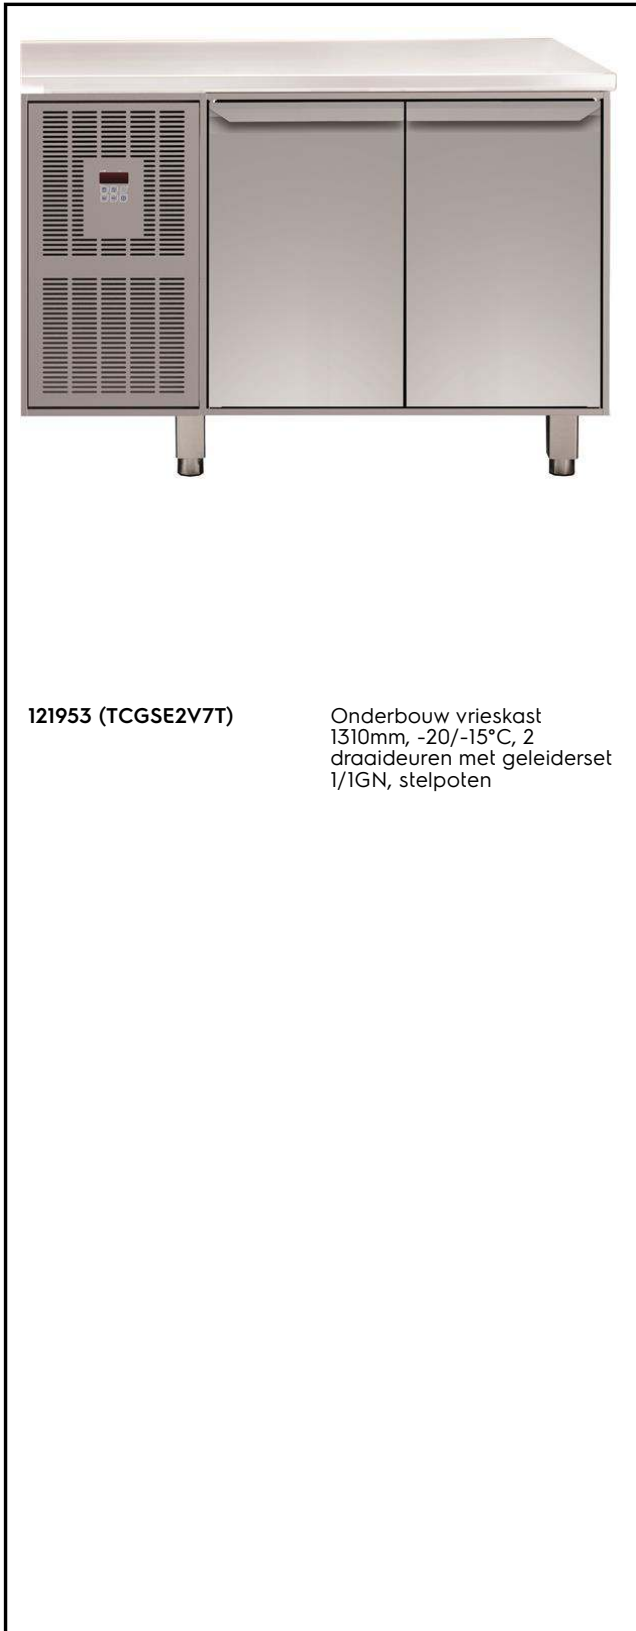 121953 (TCGSE2V7T)
Onderbouw vrieskast
1310mm, -20/-15°C, 2
draaideuren met geleiderset
1/1GN, stelpoten